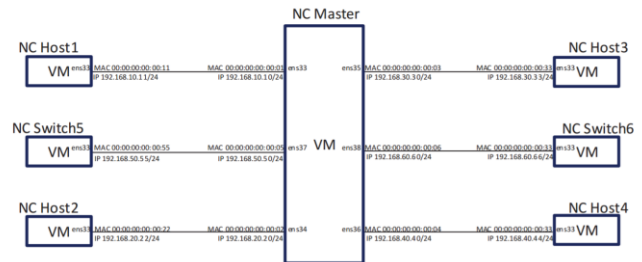 NC Master
NC Host1
VM
ens33
MAC 00:00:00:00:00:11
IP 192.168.10.11/24
MAC 00:00:00:00:00:01
IP 192.168.10.10/24
ens33
ens35
MAC 00:00:00:00:00:03
IP 192.168.30.30/24
MAC 00:00:00:00:00:33
IP 192.168.30.33/24
NC Host3
ens33
VM
NC Switch5
VM
ens33
MAC 00:00:00:00:00:55
IP 192.168.50.55/24
MAC 00:00:00:00:00:05
IP 192.168.50.50/24
ens37
VM
ens38
MAC 00:00:00:00:00:06
IP 192.168.60.60/24
MAC 00:00:00:00:00:33
IP 192.168.60.66/24
NC Switch6
ens33
VM
NC Host2
VM
ens33
MAC 00:00:00:00:00:22
IP 192.168.20.22/24
MAC 00:00:00:00:00:02
IP 192.168.20.20/24
ens34
ens36
MAC 00:00:00:00:00:04
IP 192.168.40.40/24
MAC 00:00:00:00:00:33
IP 192.168.40.44/24
NC Host4
ens33
VM